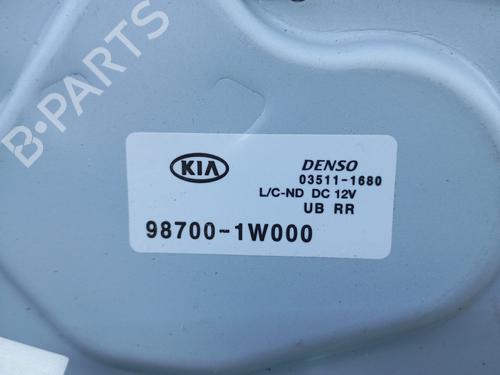 B-PARTS
KIA
DENSO
03511-1680
L/C-ND DC 12V
UB RR
98700-1W000